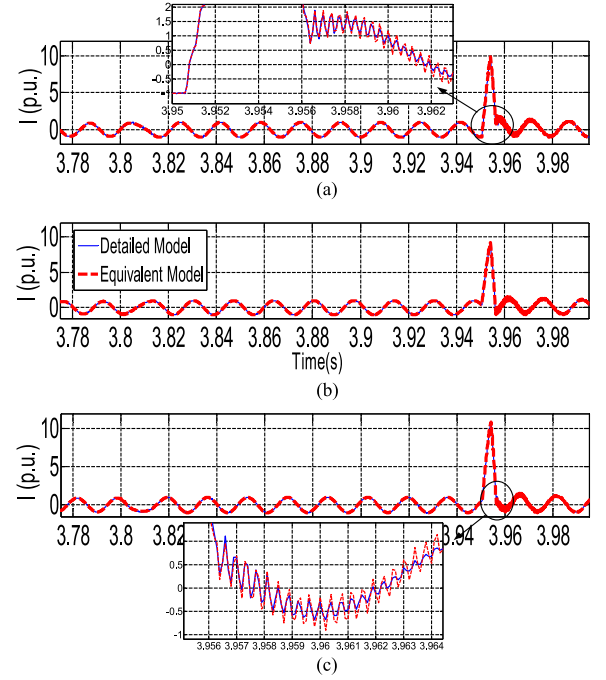 2
1.5
1
0.5
0
-0.5
-1
3.95 3.952 3.954 3.956 3.958 3.96 3.962
I (p.u.)
10
5
0
3.78 3.8 3.82 3.84 3.86 3.88 3.9 3.92 3.94 3.96 3.98
(a)
I (p.u.)
10
5
0
Detailed Model
Equivalent Model
3.78 3.8 3.82 3.84 3.86 3.88 3.9 3.92 3.94 3.96 3.98
Time(s)
(b)
I (p.u.)
10
5
0
3.78 3.8 3.82 3.84 3.86 3.88 3.9 3.92 3.94 3.96 3.98
1
0.5
0
-0.5
-1
3,956 3,957 3,958 3,959 3,96 3,961 3,962 3,963 3,964
(c)